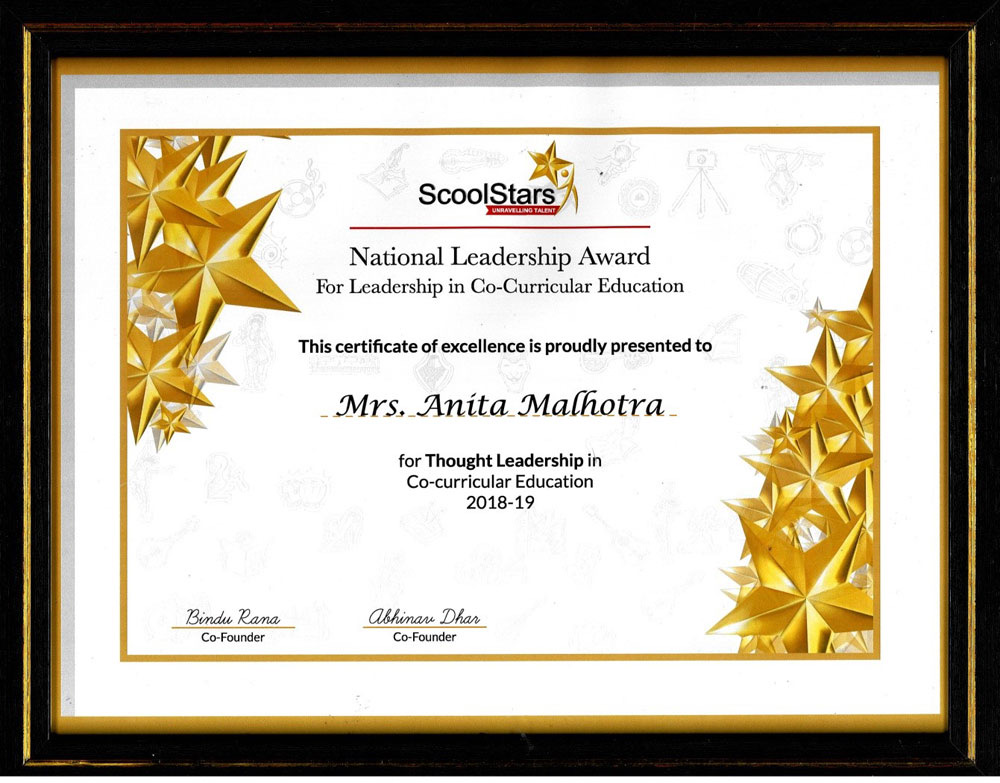 ScoolStars
UNRAVELLING TALENT
National Leadership Award
For Leadership in Co-Curricular Education
This certificate of excellence is proudly presented to
Mrs. Anita Malhotra
for Thought Leadership in
Co-curricular Education
2018-19
Bindu Rana
Co-Founder
Abhinav Dhar
Co-Founder